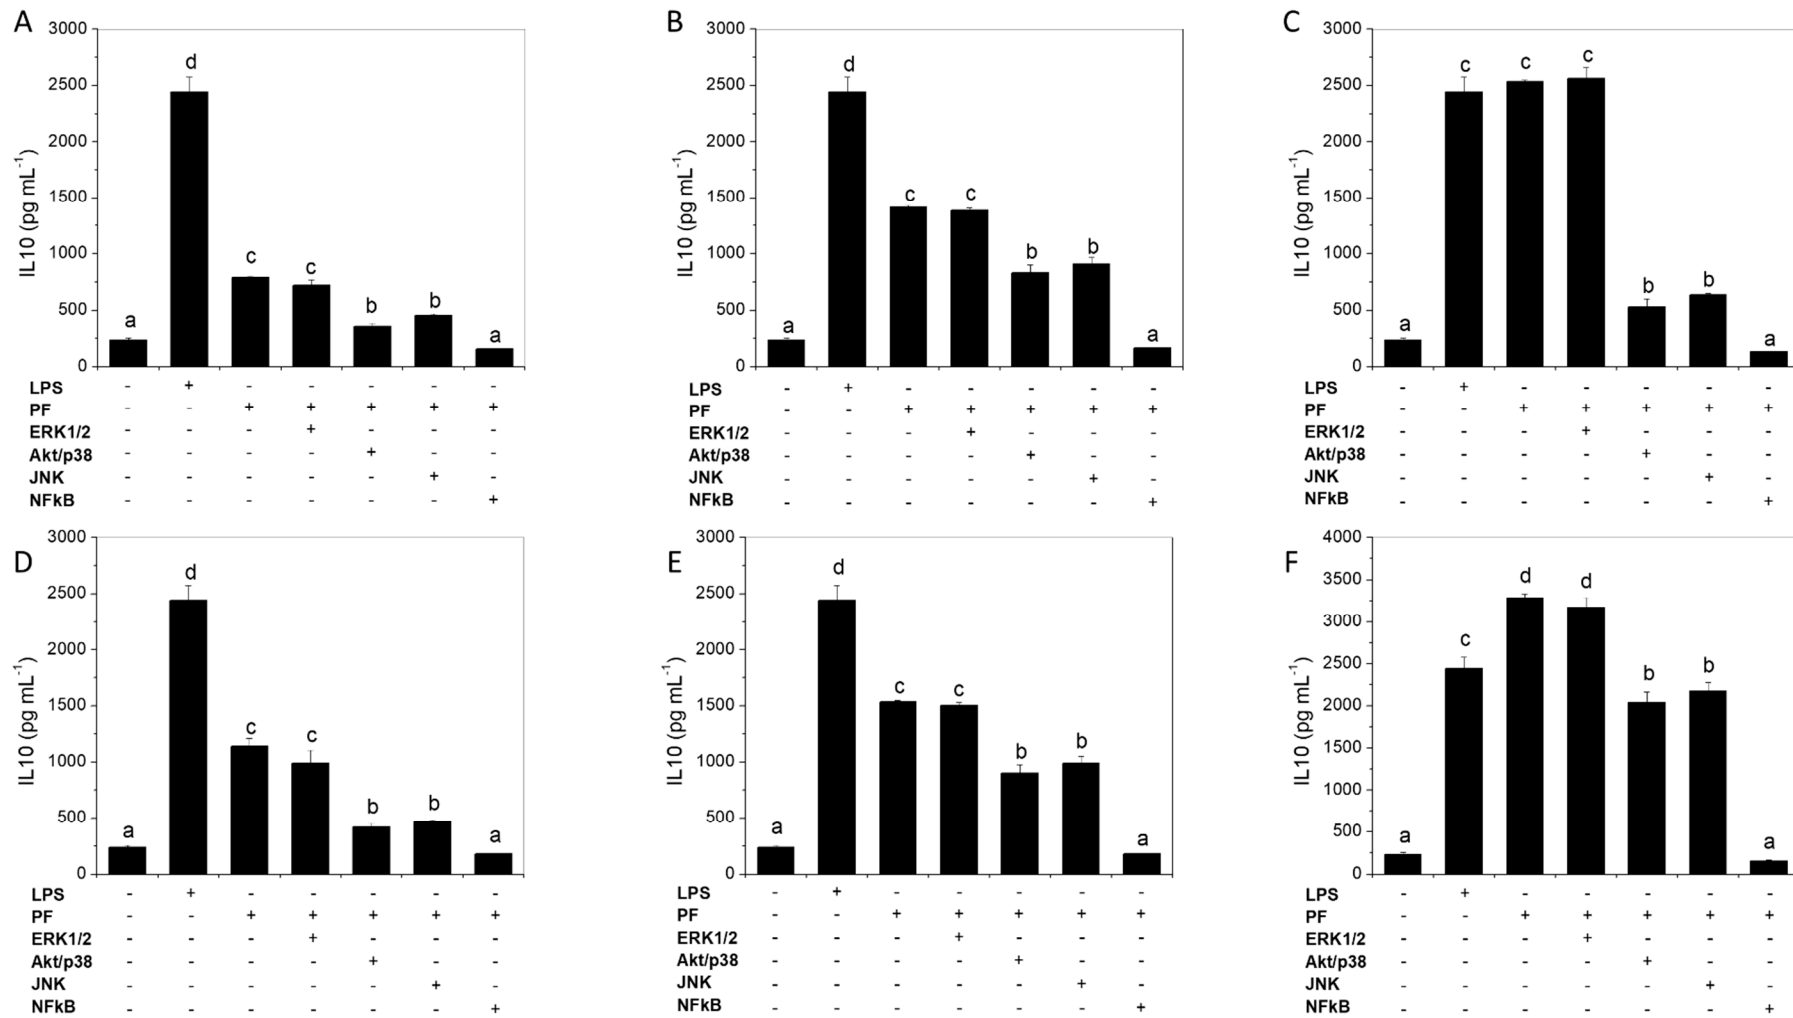 A
3000
2500
2000
1500
1000
500
0
IL10 (pg mL-1)
a d c c b b a
LPS - + - - - - -
PF - - + + + + +
ERK1/2 - - - + - - -
Akt/p38 - - - - + - -
JNK - - - - - + -
NFkB - - - - - - +
B
3000
2500
2000
1500
1000
500
0
IL10 (pg mL-1)
a d c c b b a
LPS - + - - - - -
PF - - + + + + +
ERK1/2 - - - + - - -
Akt/p38 - - - - + - -
JNK - - - - - + -
NFkB - - - - - - +
C
3000
2500
2000
1500
1000
500
0
IL10 (pg mL-1)
a c c c b b a
LPS - + - - - - -
PF - - + + + + +
ERK1/2 - - - + - - -
Akt/p38 - - - - + - -
JNK - - - - - + -
NFkB - - - - - - +
D
3000
2500
2000
1500
1000
500
0
IL10 (pg mL-1)
a d c c b b a
LPS - + - - - - -
PF - - + + + + +
ERK1/2 - - - + - - -
Akt/p38 - - - - + - -
JNK - - - - - + -
NFkB - - - - - - +
E
3000
2500
2000
1500
1000
500
0
IL10 (pg mL-1)
a d c c b b a
LPS - + - - - - -
PF - - + + + + +
ERK1/2 - - - + - - -
Akt/p38 - - - - + - -
JNK - - - - - + -
NFkB - - - - - - +
F
4000
3500
3000
2500
2000
1500
1000
500
0
IL10 (pg mL-1)
a c d d b b a
LPS - + - - - - -
PF - - + + + + +
ERK1/2 - - - + - - -
Akt/p38 - - - - + - -
JNK - - - - - + -
NFkB - - - - - - +